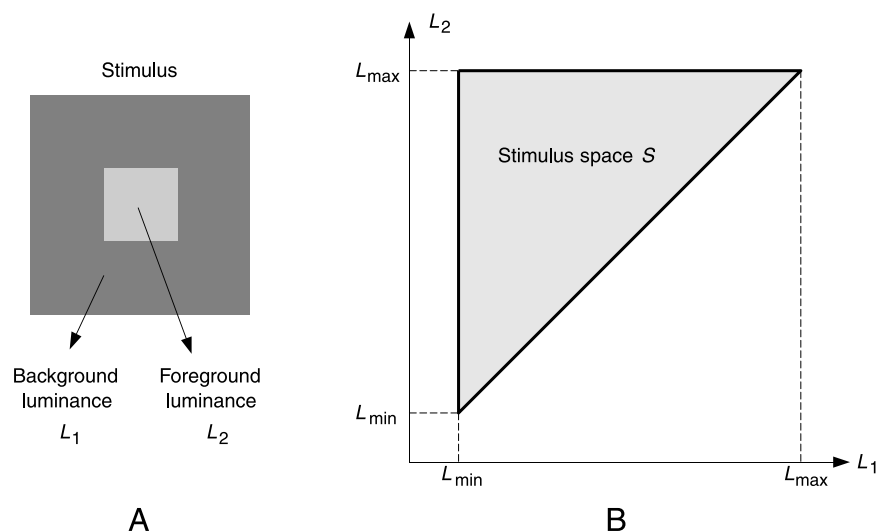 Stimulus
Background
luminance
L1
Foreground
luminance
L2
A
L2
Lmax
Stimulus space S
Lmin
Lmin
Lmax
L1
B